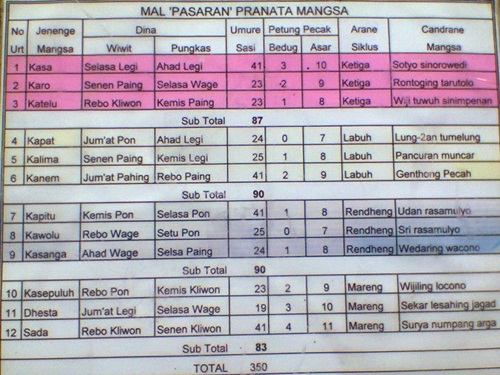 MAL 'PASARAN' PRANATA MANGSA
No Urt Jenenge Mangsa Dina Umure Sasi Petung Pecak Arane Siklus Candrane Mangsa
Wiwit Pungkas Bedug Asar
1 Kasa Selasa Legi Ahad Legi 41 3 10 Ketiga Sotyo sinorowedi
2 Karo Senen Paing Selasa Wage 23 2 9 Ketiga Rontoging tarutolo
3 Katelu Rebo Kliwon Kemis Paing 23 1 8 Ketiga Wiji tuwuh sinimpenan
Sub Total 87
4 Kapat Jum'at Pon Ahad Legi 24 0 7 Labuh Lung-2an tumelung
5 Kalima Senen Paing Kemis Legi 25 1 8 Labuh Pancuran muncar
6 Kanem Jum'at Pahing Rebo Paing 41 2 9 Labuh Genthong Pecah
Sub Total 90
7 Kapitu Kemis Pon Selasa Pon 41 1 8 Rendheng Udan rasamulyo
8 Kawolu Rebo Wage Setu Pon 25 0 7 Rendheng Sri rasamulyo
9 Kasanga Ahad Wage Selsa Paing 24 1 8 Rendheng Wedaring wacono
Sub Total 90
10 Kasepuluh Rebo Pon Kemis Kliwon 23 2 9 Mareng Wijiling locono
11 Dhesta Jum'at Legi Selasa Wage 19 3 10 Mareng Sekar lesahing jagad
12 Sada Rebo Kliwon Senen Kliwon 41 4 11 Mareng Surya numpang arga
Sub Total 83
TOTAL 350